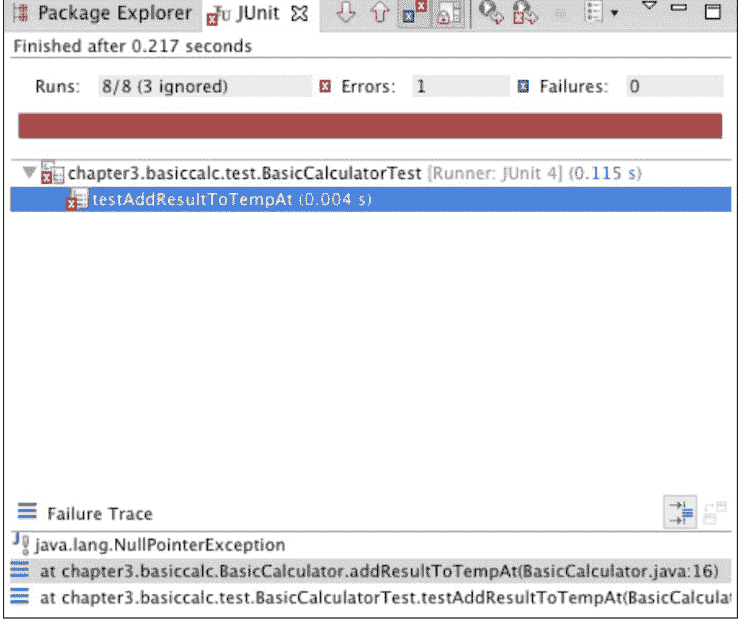 Package Explorer JUnit
Finished after 0.217 seconds
Runs: 8/8 (3 ignored) Errors: 1 Failures: 0
chapter3.basiccalc.test.BasicCalculatorTest [Runner: JUnit 4] (0.115 s)
testAddResultToTempAt (0.004 s)
Failure Trace
java.lang.NullPointerException
at chapter3.basiccalc.BasicCalculator.addResultToTempAt(BasicCalculator.java:16)
at chapter3.basiccalc.test.BasicCalculatorTest.testAddResultToTempAt(BasicCalculat